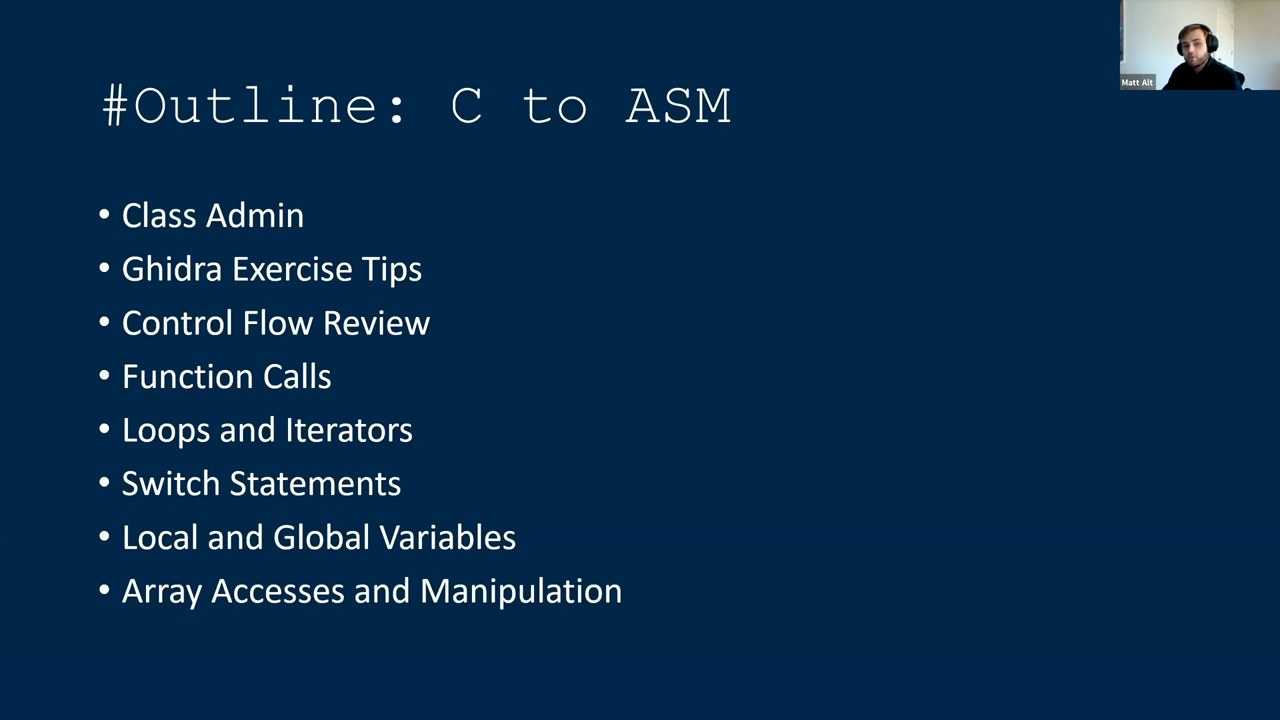 Matt Alt
#Outline: C to ASM
• Class Admin
• Ghidra Exercise Tips
• Control Flow Review
• Function Calls
• Loops and Iterators
• Switch Statements
• Local and Global Variables
• Array Accesses and Manipulation